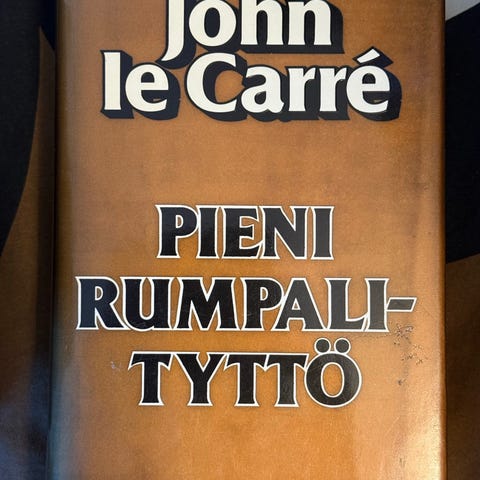 John
le Carré
PIENI
RUMPALI-
TYTTÖ